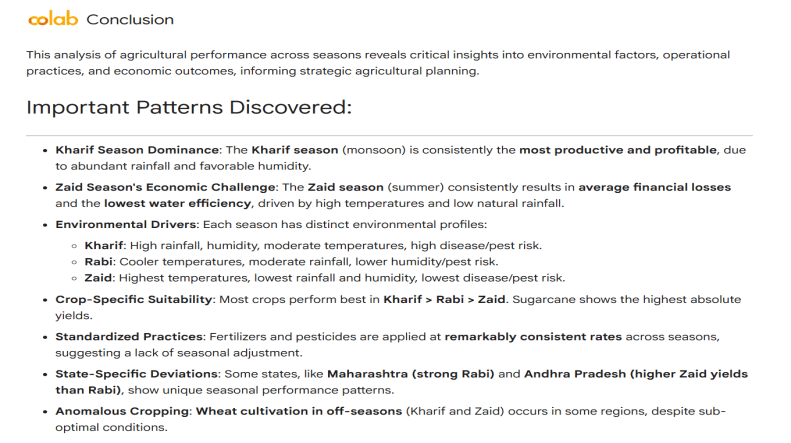 colab Conclusion
This analysis of agricultural performance across seasons reveals critical insights into environmental factors, operational
practices, and economic outcomes, informing strategic agricultural planning.
Important Patterns Discovered:
• Kharif Season Dominance: The Kharif season (monsoon) is consistently the most productive and profitable, due
to abundant rainfall and favorable humidity.
• Zaid Season's Economic Challenge: The Zaid season (summer) consistently results in average financial losses
and the lowest water efficiency, driven by high temperatures and low natural rainfall.
• Environmental Drivers: Each season has distinct environmental profiles:
◦ Kharif: High rainfall, humidity, moderate temperatures, high disease/pest risk.
◦ Rabi: Cooler temperatures, moderate rainfall, lower humidity/pest risk.
◦ Zaid: Highest temperatures, lowest rainfall and humidity, lowest disease/pest risk.
• Crop-Specific Suitability: Most crops perform best in Kharif > Rabi > Zaid. Sugarcane shows the highest absolute
yields.
• Standardized Practices: Fertilizers and pesticides are applied at remarkably consistent rates across seasons,
suggesting a lack of seasonal adjustment.
• State-Specific Deviations: Some states, like Maharashtra (strong Rabi) and Andhra Pradesh (higher Zaid yields
than Rabi), show unique seasonal performance patterns.
• Anomalous Cropping: Wheat cultivation in off-seasons (Kharif and Zaid) occurs in some regions, despite sub-
optimal conditions.